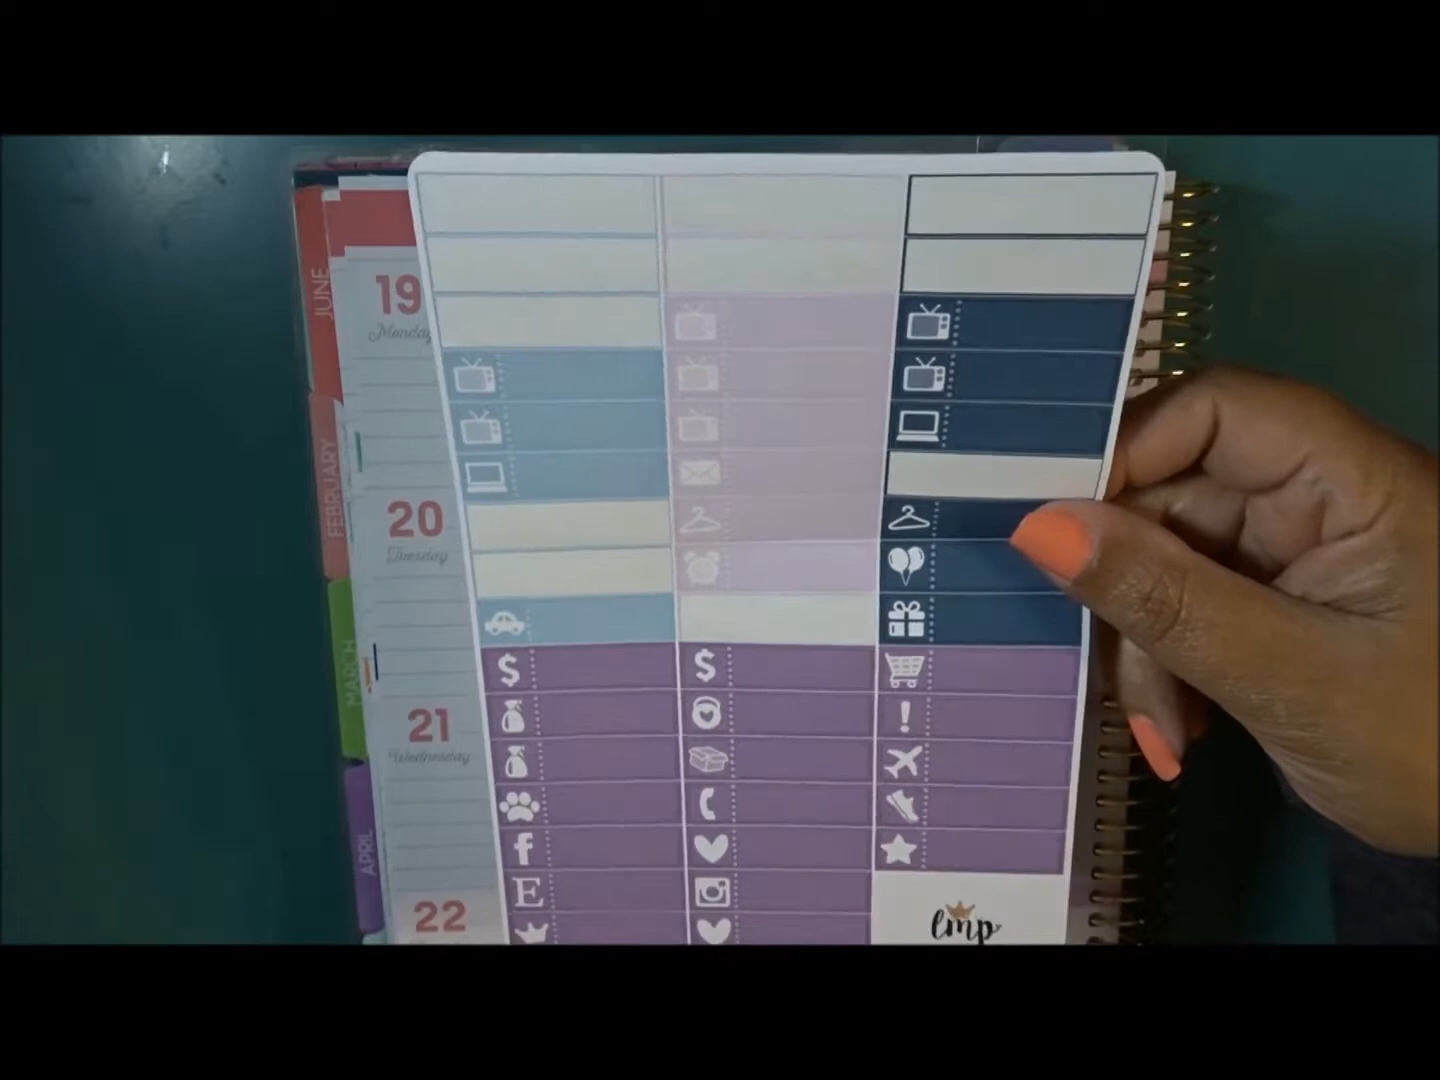 JUNE
FEBRUARY
MARCH
APRIL
19
Monday
20
Tuesday
21
Wednesday
22
$
$
!
f
E
lmp